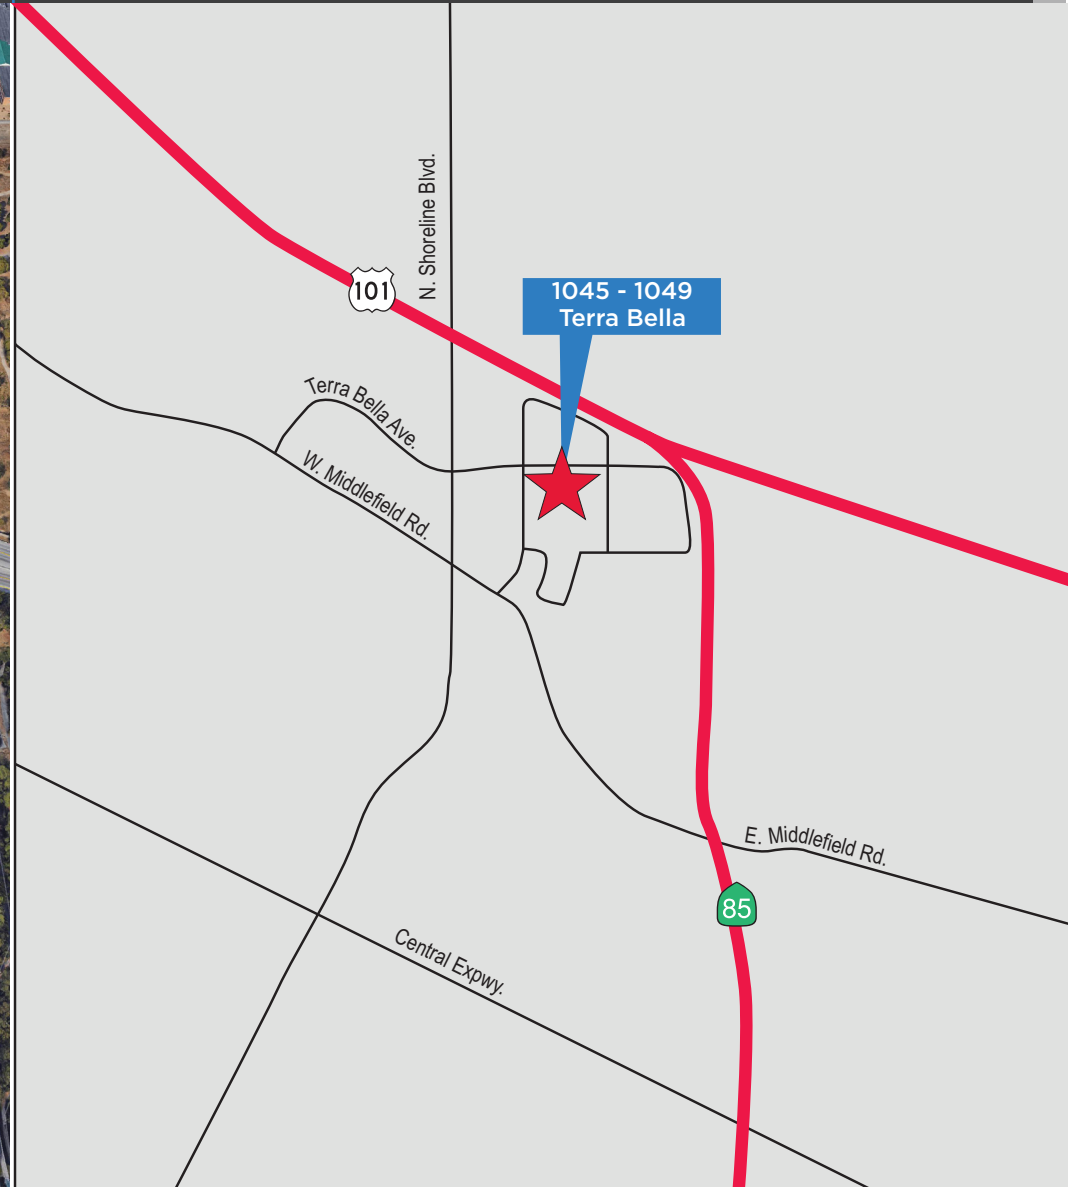 N. Shoreline Blvd.
101
1045 - 1049
Terra Bella
Terra Bella Ave.
W. Middlefield Rd.
E. Middlefield Rd.
85
Central Expwy.